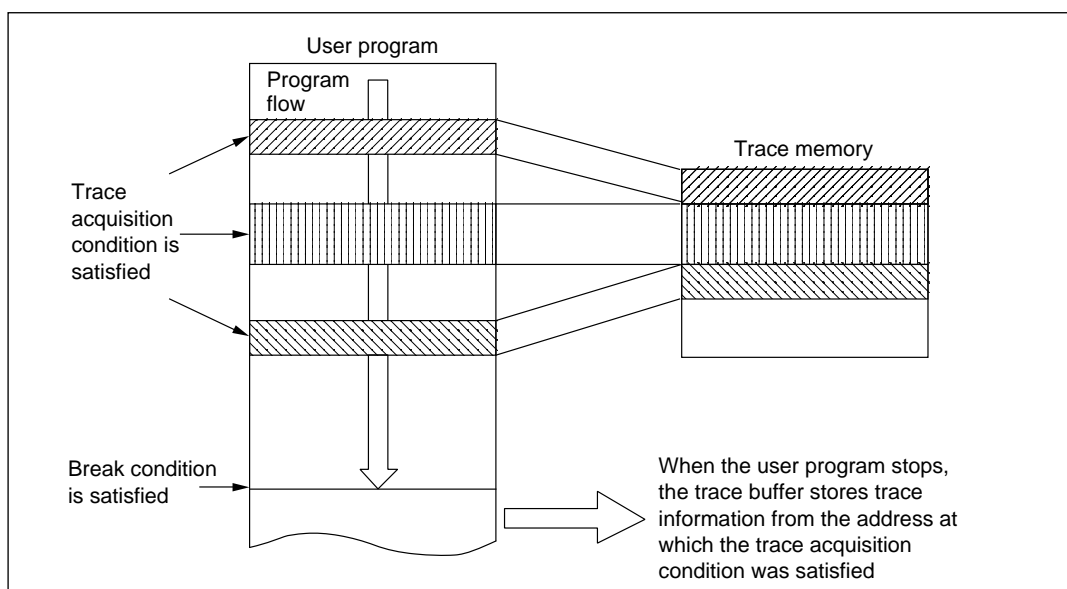 User program
Program
flow
Trace memory
Trace
acquisition
condition is
satisfied
Break condition
is satisfied
When the user program stops,
the trace buffer stores trace
information from the address at
which the trace acquisition
condition was satisfied